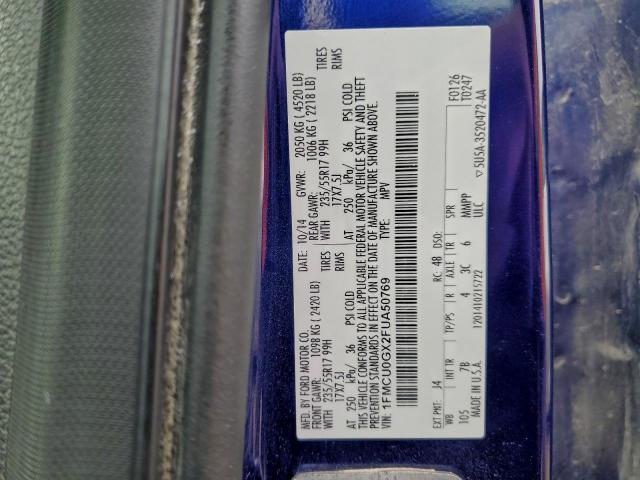 MFD. BY FORD MOTOR CO.
DATE: 10/14 GVWR: 2050 KG ( 4520 LB)
FRONT GAWR: 1098 KG ( 2420 LB) REAR GAWR: 1006 KG ( 2218 LB)
WITH 235/55R17 99H TIRES WITH 235/55R17 99H TIRES
17X7.5J RIMS 17X7.5J RIMS
AT 250 kPa/ 36 PSI COLD AT 250 kPa/ 36 PSI COLD
THIS VEHICLE CONFORMS TO ALL APPLICABLE FEDERAL MOTOR VEHICLE SAFETY AND THEFT
PREVENTION STANDARDS IN EFFECT ON THE DATE OF MANUFACTURE SHOWN ABOVE.
VIN: 1FMCU0GX2FUA50769 TYPE: MPV
EXT PNT: J4 RC: 48 DSO: F0126
WB INT TR TP/PS R AXLE TR SPR T0247
105 7B 4 3C 6 MMPP
MADE IN U.S.A. 1201410215722 ULC ▽5U5A-3520472-AA